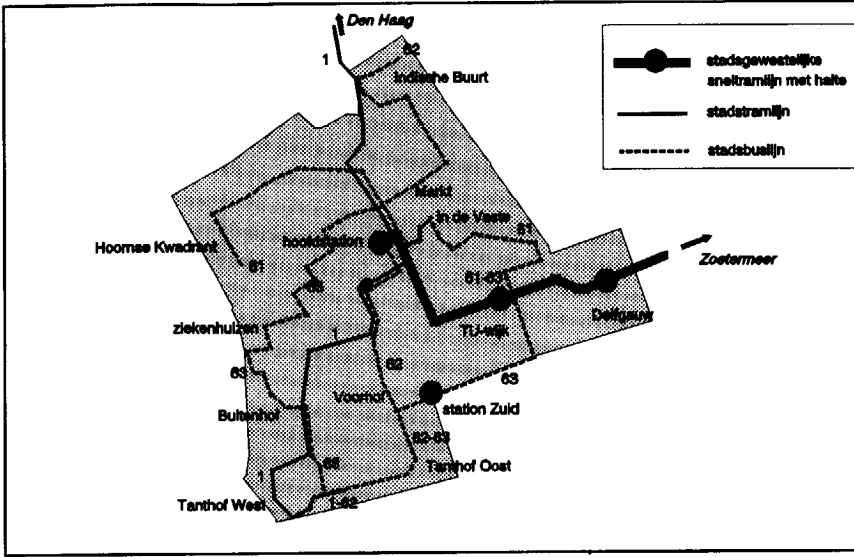 Den Haag
1
62
Indische Buurt
Markt
in de Vaste
61
Hoornse Kwadrant
61
hoofdstation
63
61-63
Zoetermeer
TU-wijk
Delfgauw
ziekenhuizen
1
63
62
63
Buitenhof
Voorhof
station Zuid
62-63
1
63
Tanthof Oost
Tanthof West
1-62
stadsgewestelijke
sneltramlijn met halte
stadstramlijn
stadsbuslijn